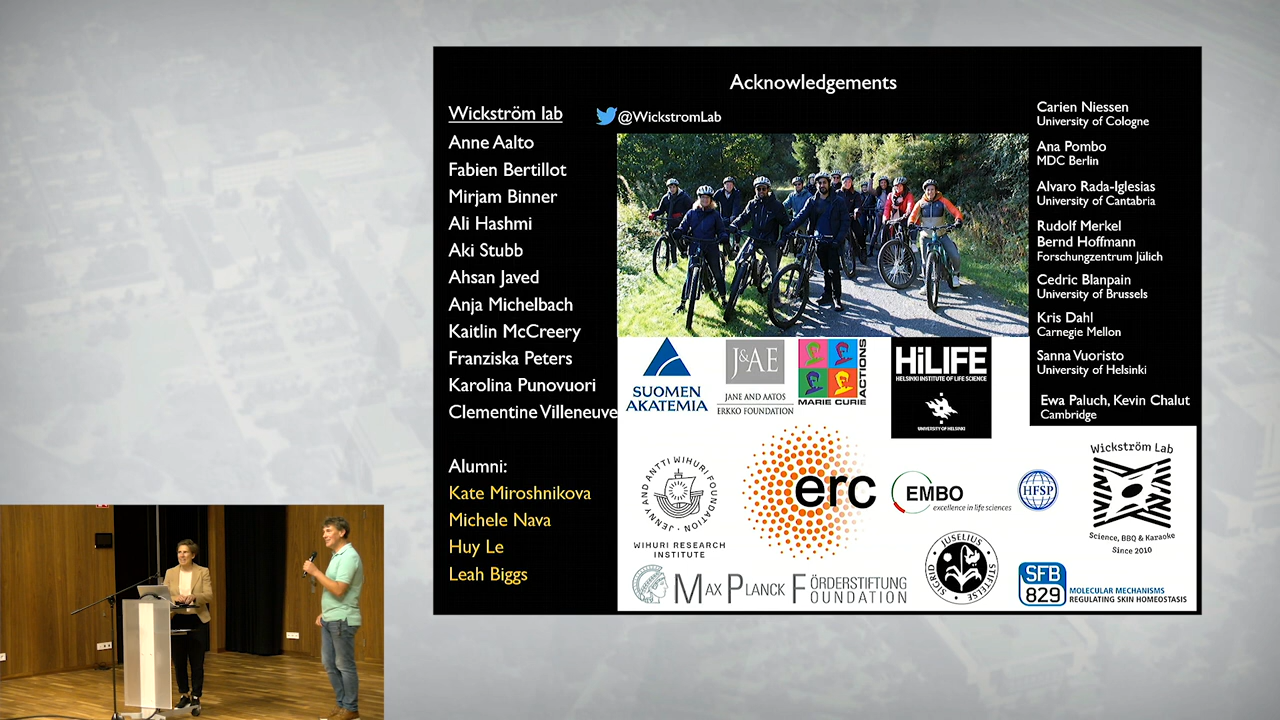 Acknowledgements
Wickström lab
@WickstromLab
Anne Aalto
Fabien Bertillot
Mirjam Binner
Ali Hashmi
Aki Stubb
Ahsan Javed
Anja Michelbach
Kaitlin McCreery
Franziska Peters
Karolina Punovuori
Clementine Villeneuve
Alumni:
Kate Miroshnikova
Michele Nava
Huy Le
Leah Biggs
Carien Niessen
University of Cologne
Ana Pombo
MDC Berlin
Alvaro Rada-Iglesias
University of Cantabria
Rudolf Merkel
Bernd Hoffmann
Forschungzentrum Jülich
Cedric Blanpain
University of Brussels
Kris Dahl
Carnegie Mellon
Sanna Vuoristo
University of Helsinki
Ewa Paluch, Kevin Chalut
Cambridge
SUOMEN
AKATEMIA
J&AE
JANE AND AATOS
ERKKO FOUNDATION
MARIE CURIE
ACTIONS
HiLIFE
HELSINKI INSTITUTE OF LIFE SCIENCE
UNIVERSITY OF HELSINKI
JENNY AND ANTTI WIHURI FOUNDATION
WIHURI RESEARCH
INSTITUTE
erc
EMBO
excellence in life sciences
HFSP
Wickström Lab
Science, BBQ & Karaoke
Since 2010
MAX PLANCK FÖRDERSTIFTUNG
FOUNDATION
SIGRID JUSELIUS STIFTELSE
SFB
829
MOLECULAR MECHANISMS
REGULATING SKIN HOMEOSTASIS